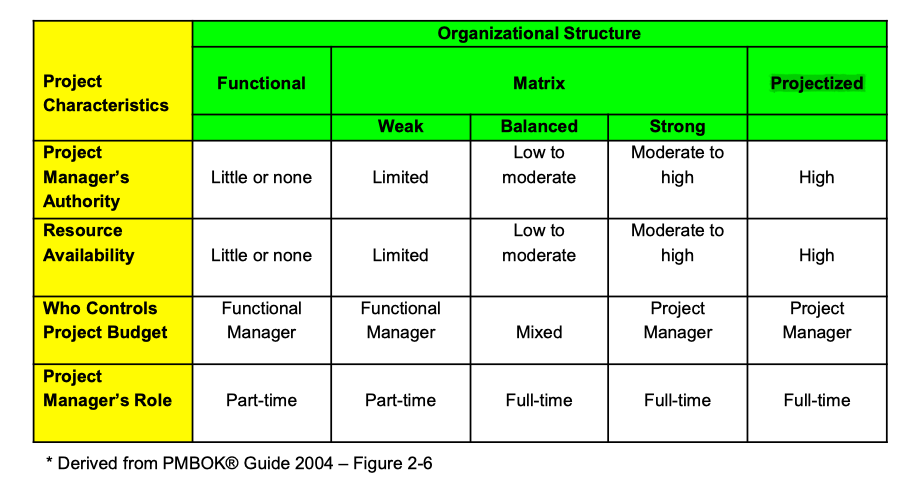 Organizational Structure
Project
Characteristics
Functional
Matrix
Projectized
Weak
Balanced
Strong
Project
Manager’s
Authority
Little or none
Limited
Low to
moderate
Moderate to
high
High
Resource
Availability
Little or none
Limited
Low to
moderate
Moderate to
high
High
Who Controls
Project Budget
Functional
Manager
Functional
Manager
Mixed
Project
Manager
Project
Manager
Project
Manager’s Role
Part-time
Part-time
Full-time
Full-time
Full-time
* Derived from PMBOK® Guide 2004 – Figure 2-6